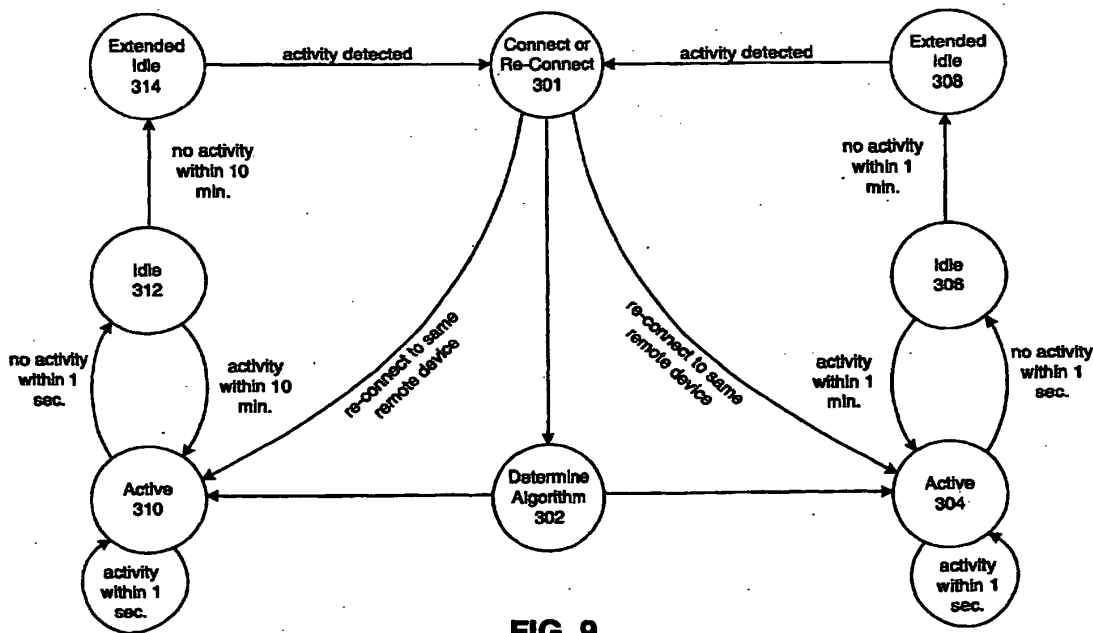 Extended
Idle
314
activity detected
Connect or
Re-Connect
301
activity detected
Extended
Idle
308
no activity
within 10
min.
no activity
within 1
min.
Idle
312
Idle
306
no activity
within 1
sec.
activity
within 10
min.
re-connect to same
remote device
re-connect to same
remote device
activity
within 1
min.
no activity
within 1
sec.
Active
310
Determine
Algorithm
302
Active
304
activity
within 1
sec.
activity
within 1
sec.
FIG. 9